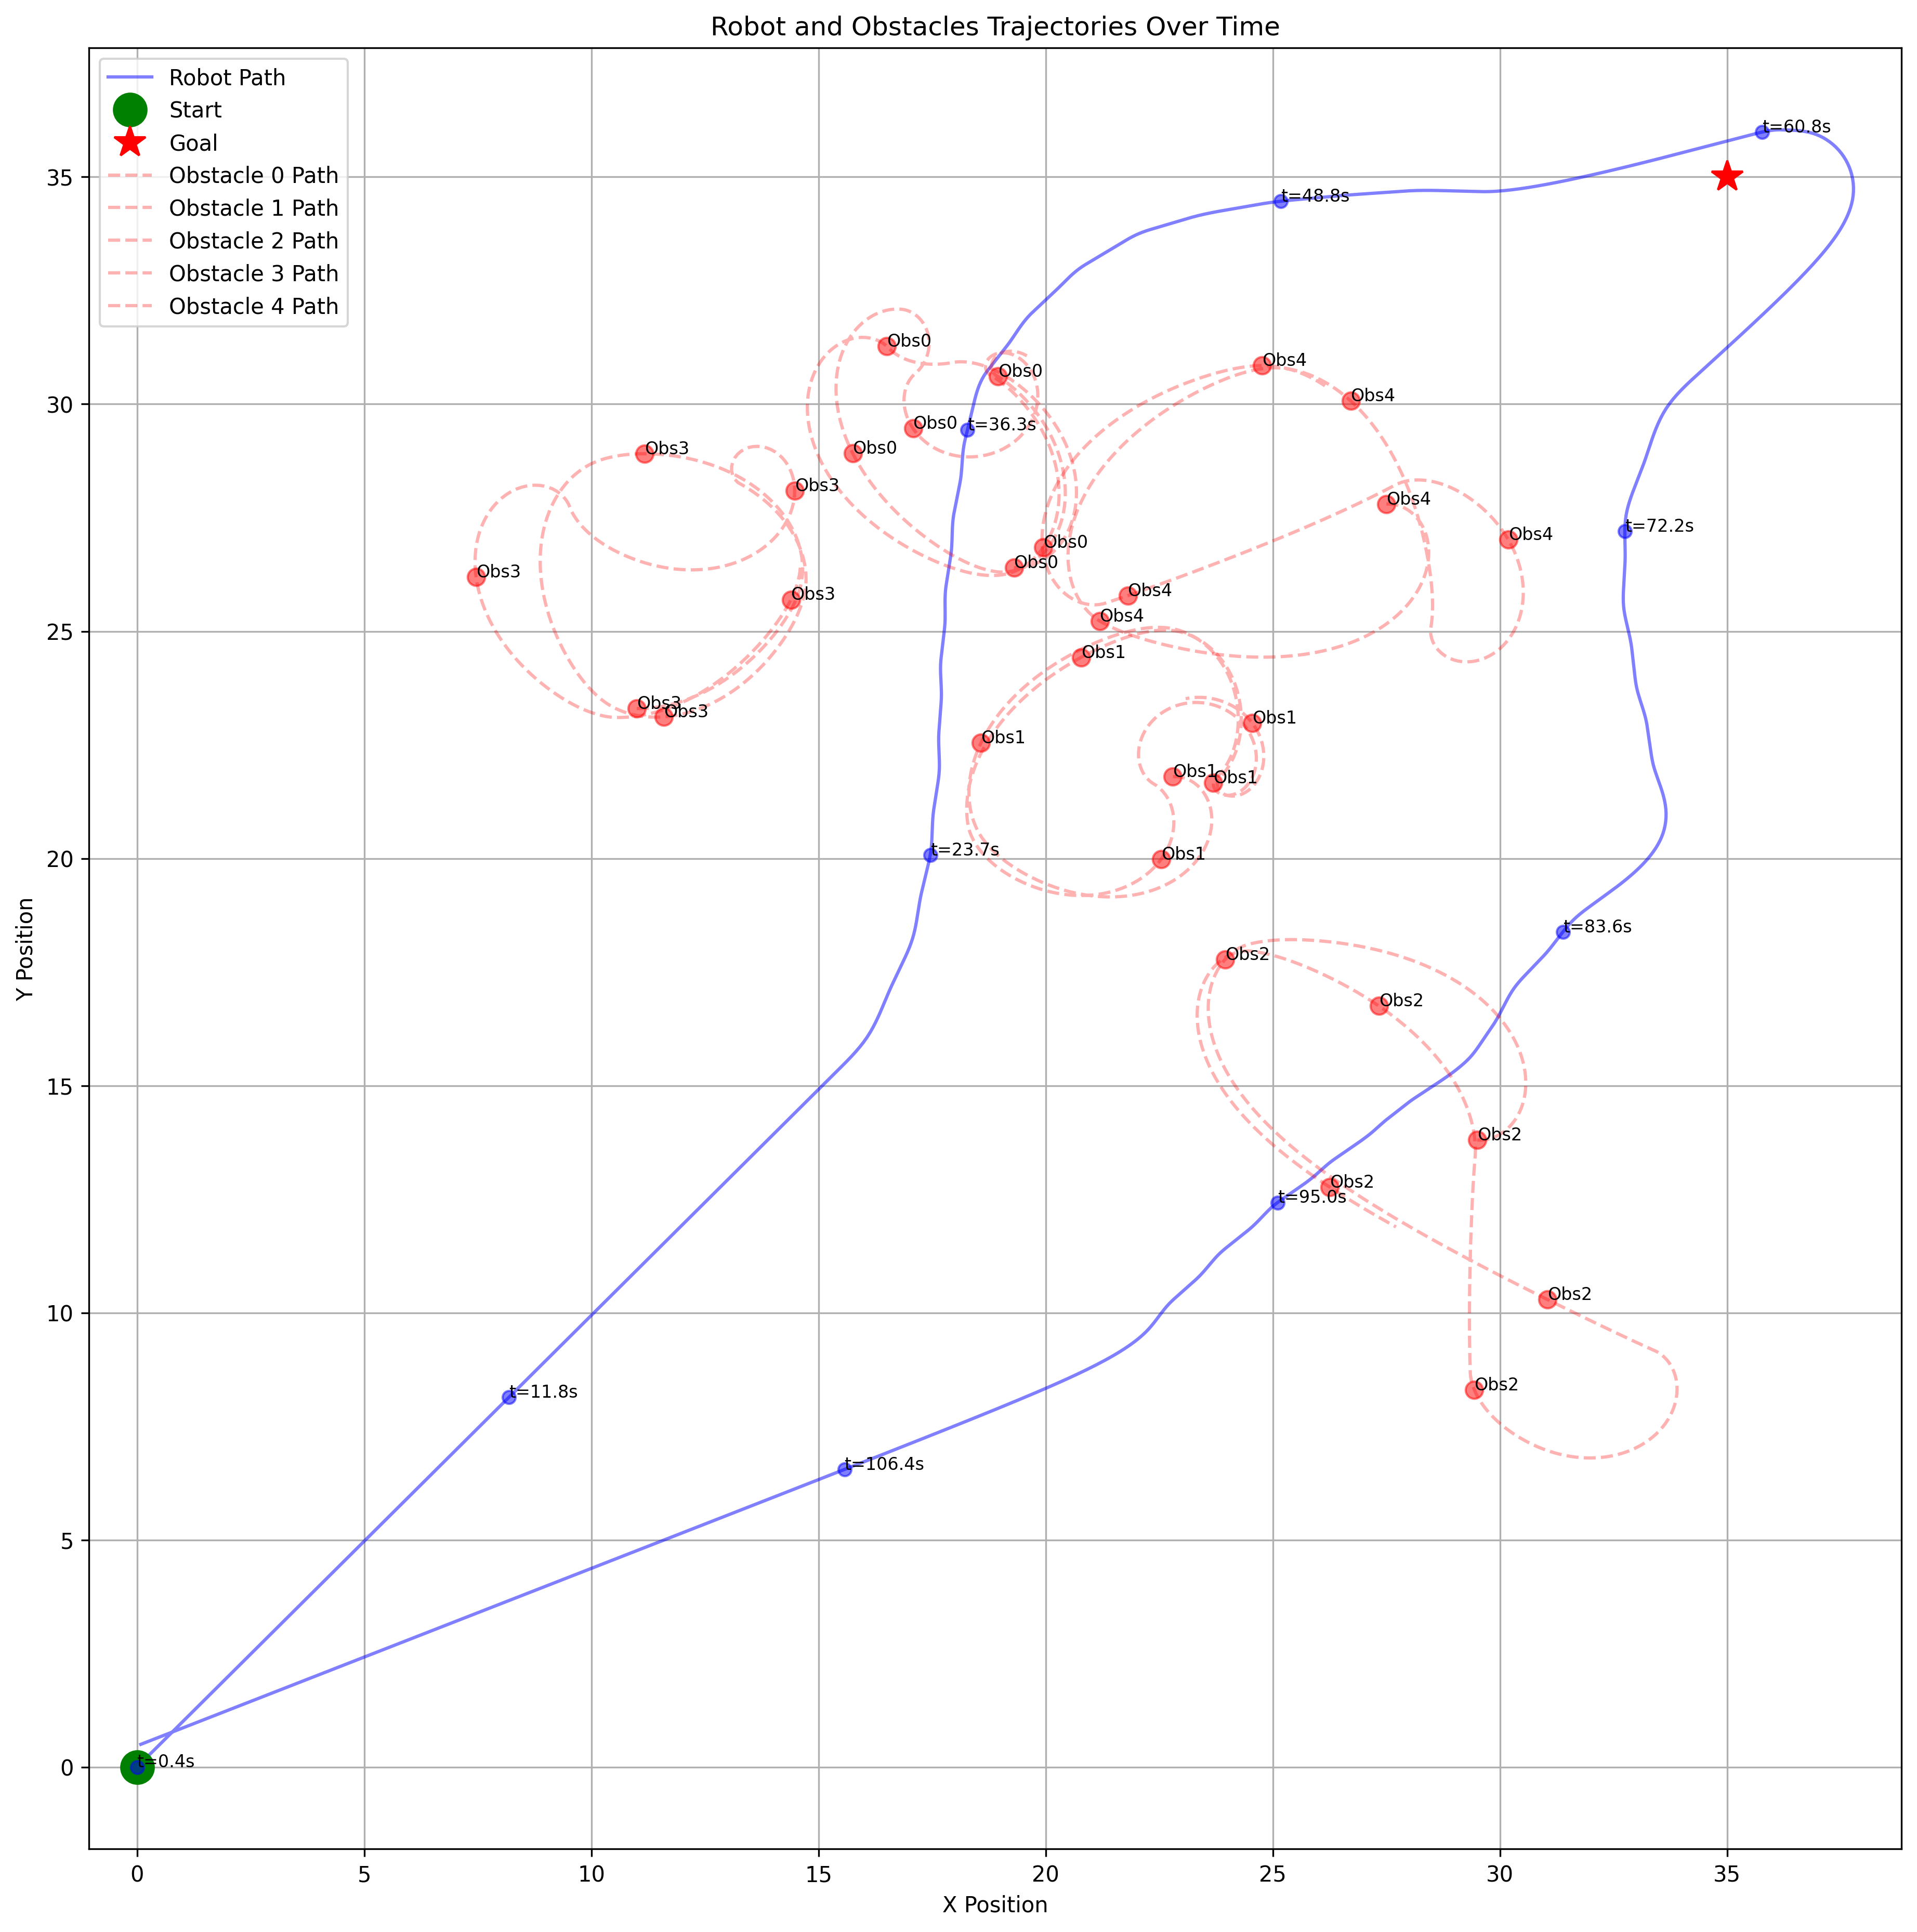 Robot and Obstacles Trajectories Over Time
Robot Path
Start
Goal
Obstacle 0 Path
Obstacle 1 Path
Obstacle 2 Path
Obstacle 3 Path
Obstacle 4 Path
t=60.8s
35
t=48.8s
Obs0
Obs4
Obs0
Obs4
30
Obs0
t=36.3s
Obs3
Obs0
Obs3
Obs4
t=72.2s
Obs4
Obs0
Obs0
Obs3
Obs3
Obs4
Obs4
25
Obs1
Obs3
Obs3
Obs1
Obs1
Obs1
Obs1
t=23.7s
Obs1
20
t=83.6s
Obs2
Obs2
15
Obs2
Obs2
t=95.0s
Obs2
10
t=11.8s
Obs2
t=106.4s
5
t=0.4s
0
0
5
10
15
20
25
30
35
X Position
Y Position